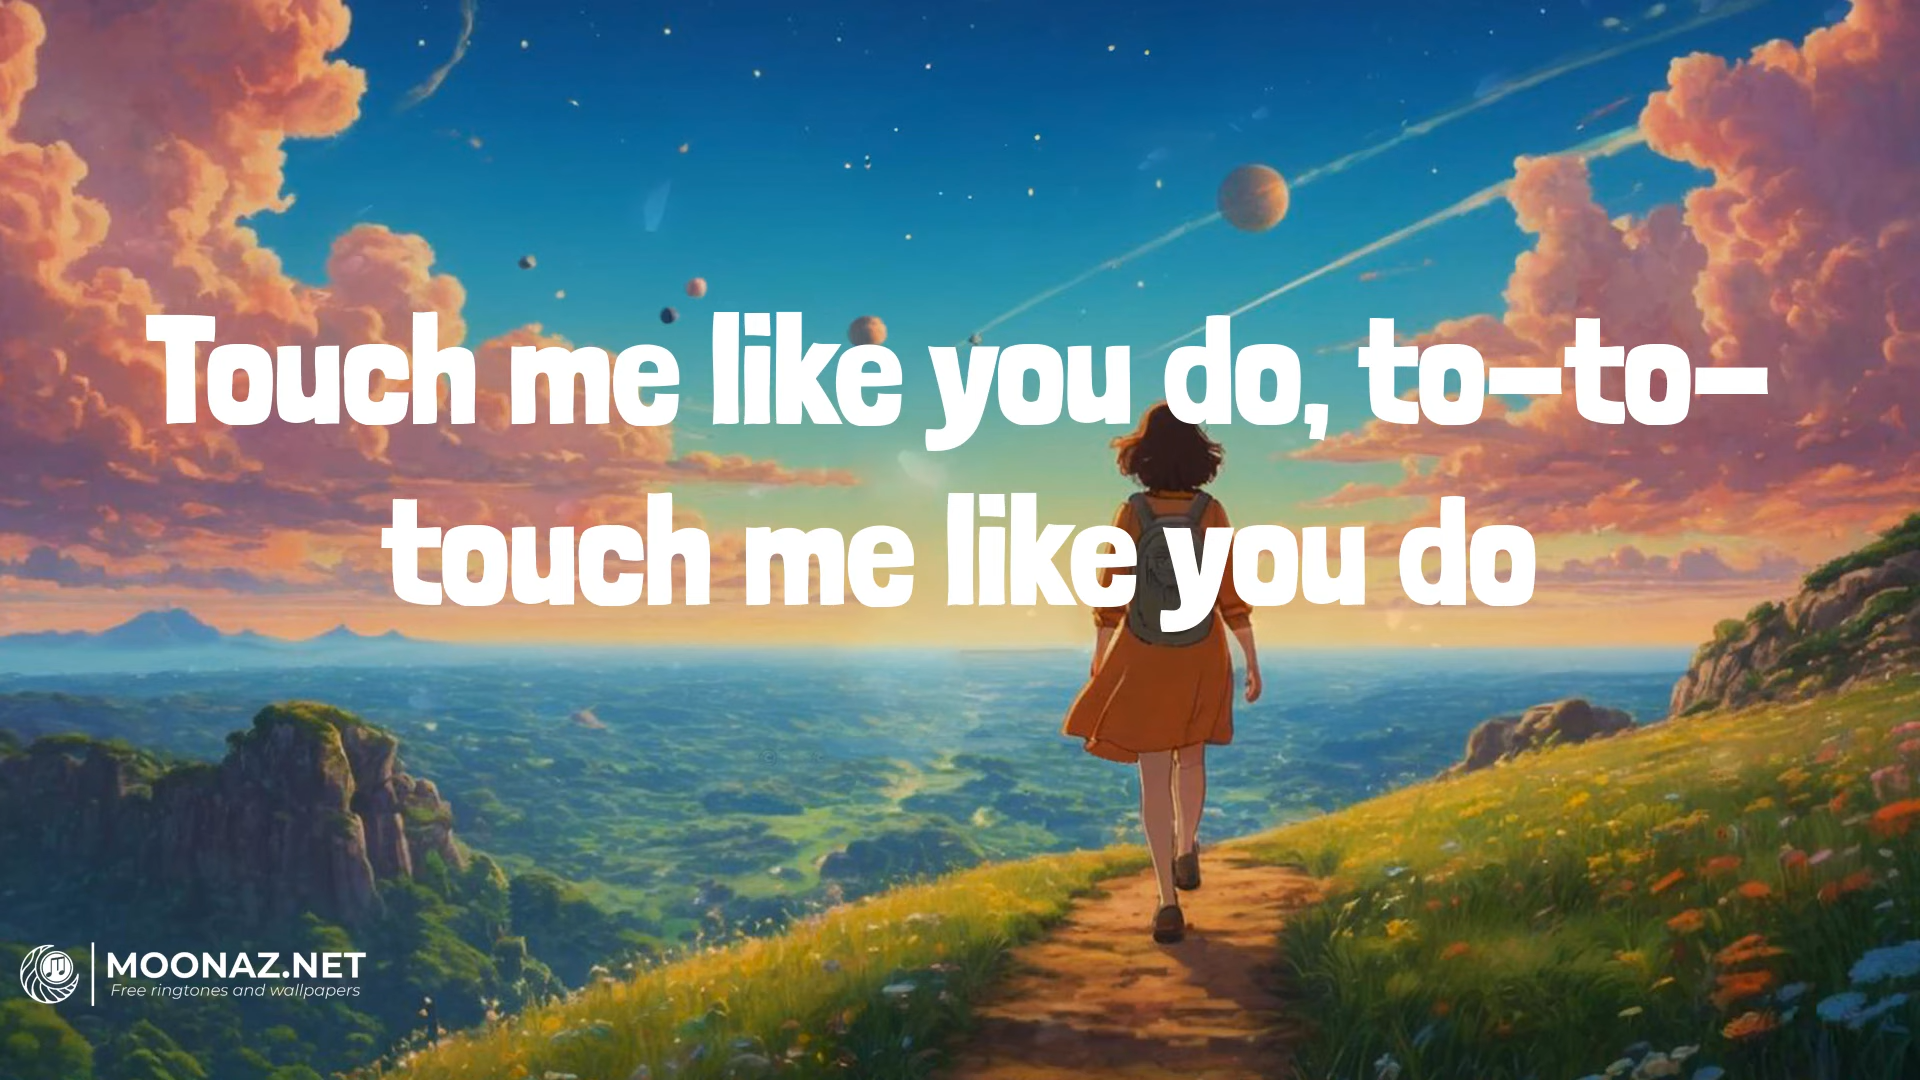 Touch me like you do, to-to-
touch me like you do
MOONAZ.NET
Free ringtones and wallpapers